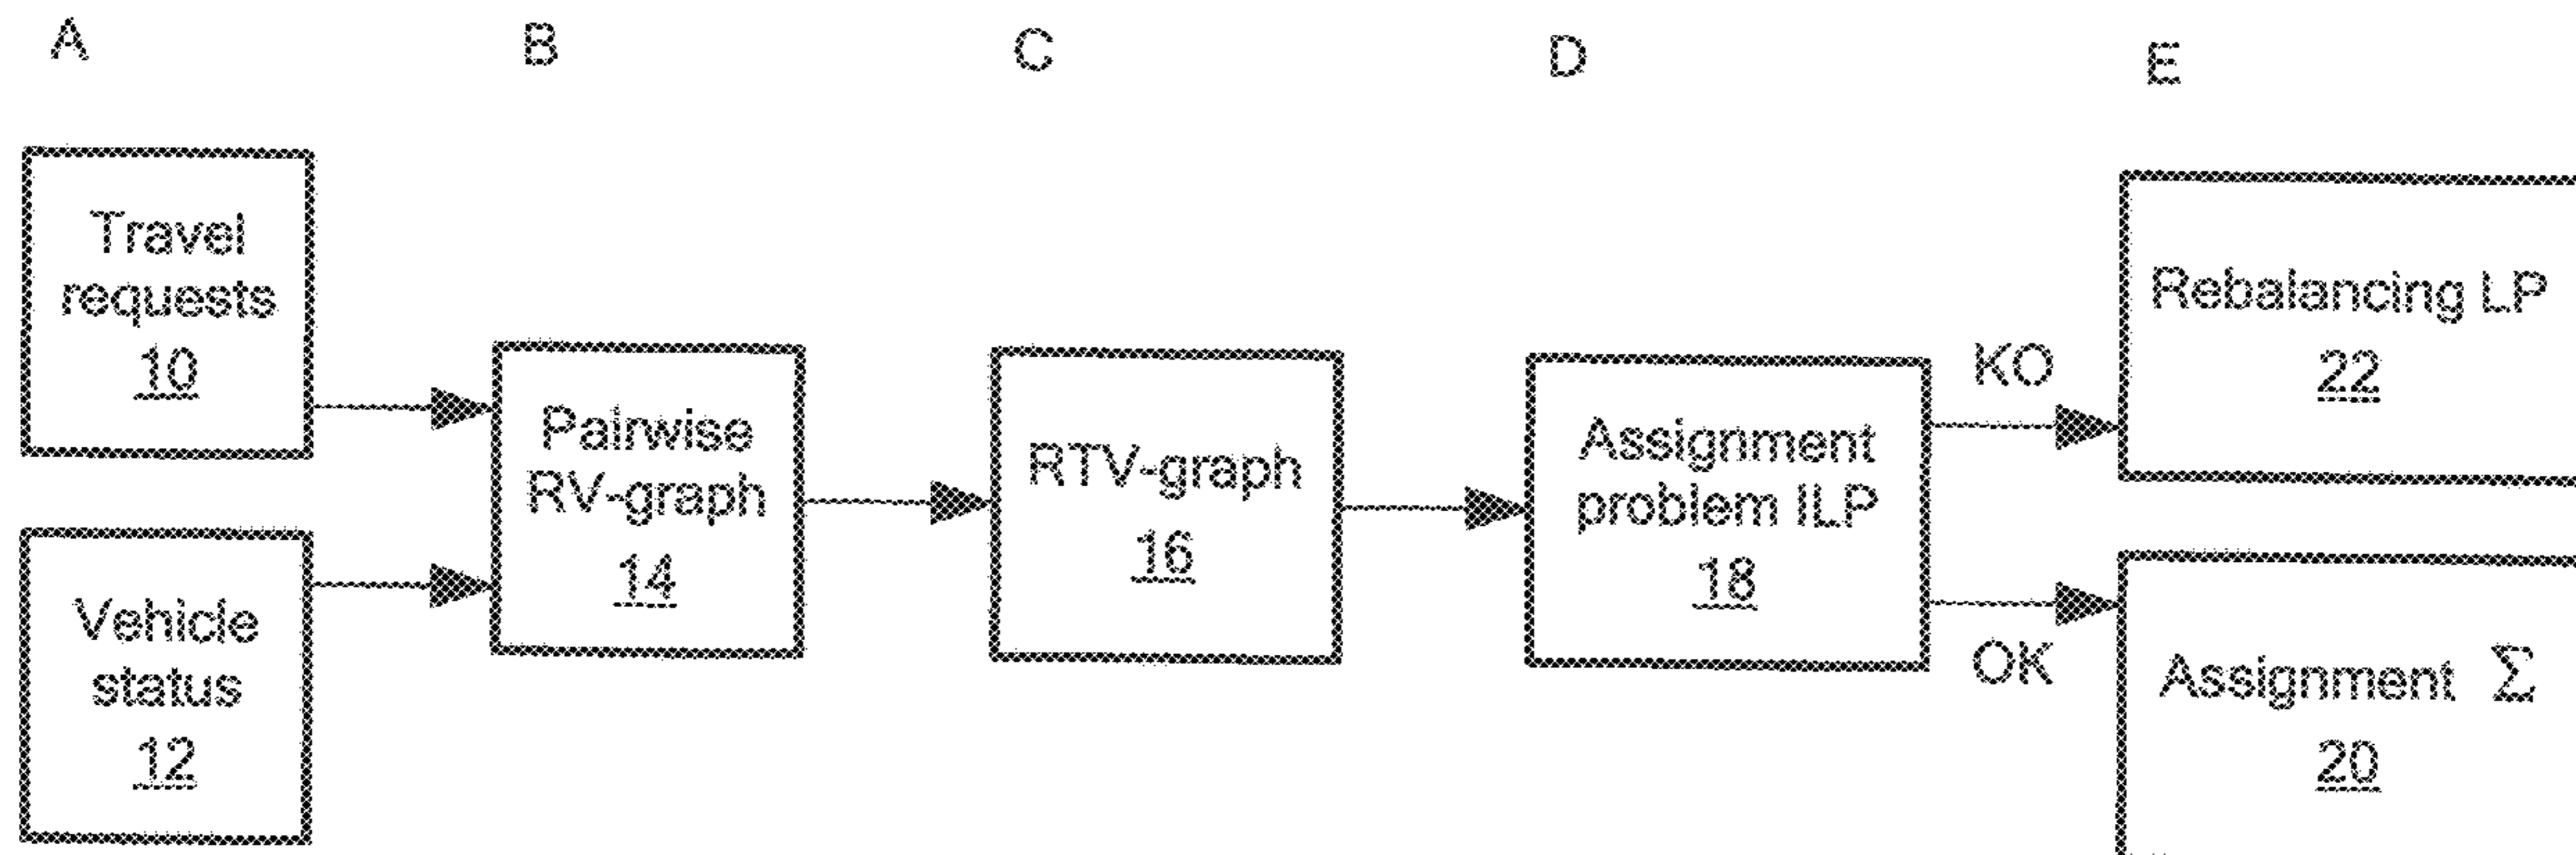 A
B
C
D
E
Travel
requests
10
Vehicle
status
12
Pairwise
RV-graph
14
RTV-graph
16
Assignment
problem ILP
18
KO
OK
Rebalancing LP
22
Assignment Σ
20